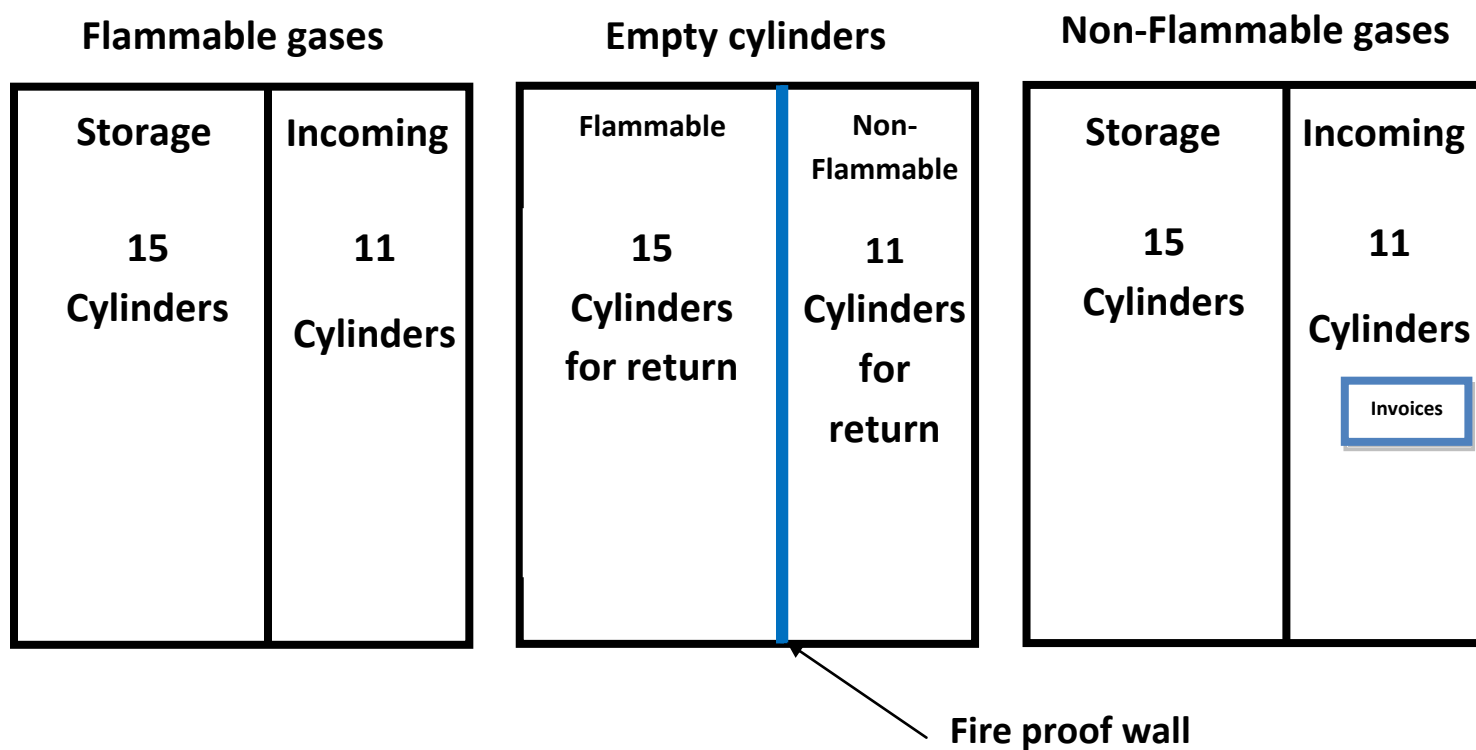 Flammable gases
Storage
15
Cylinders
Incoming
11
Cylinders
Empty cylinders
Flammable
15
Cylinders
for return
Non-
Flammable
11
Cylinders
for
return
Non-Flammable gases
Storage
15
Cylinders
Incoming
11
Cylinders
Invoices
Fire proof wall